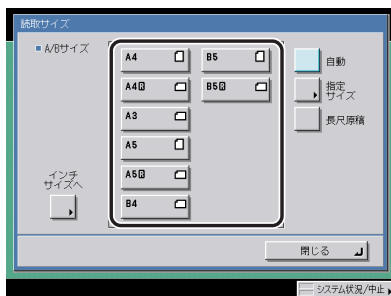 読取サイズ
A/Bサイズ
A4
B5
自動
A4R
B5R
指定
サイズ
A3
長尺原稿
A5
インチ
サイズへ
A5R
B4
閉じる
システム状況/中止